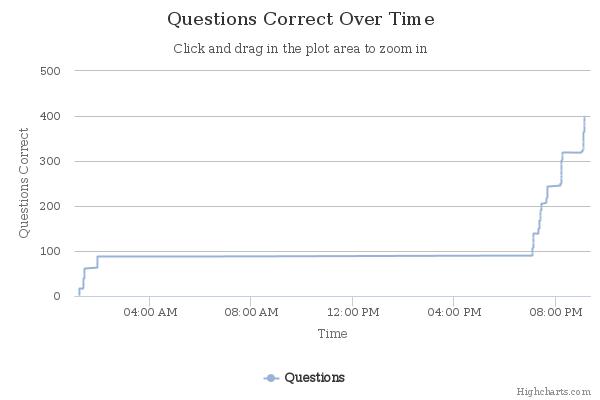 Questions Correct Over Time
Click and drag in the plot area to zoom in
Questions Correct
500
400
300
200
100
0
04:00 AM 08:00 AM 12:00 PM 04:00 PM 08:00 PM
Time
Questions
Highcharts.com